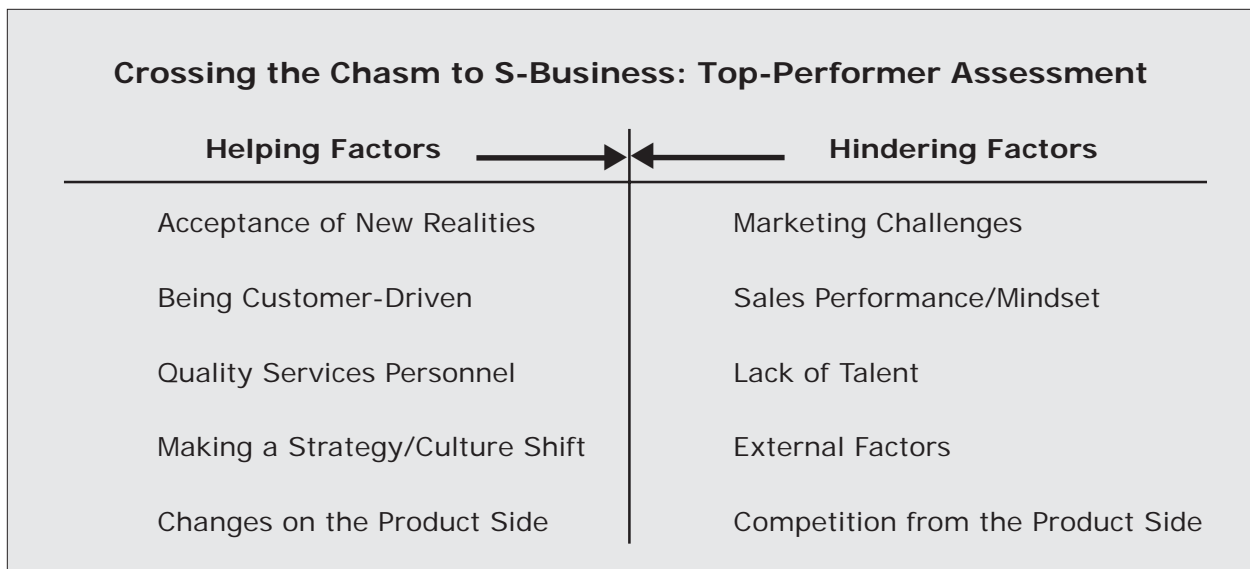 Crossing the Chasm to S-Business: Top-Performer Assessment
Helping Factors
Hindering Factors
Acceptance of New Realities
Marketing Challenges
Being Customer-Driven
Sales Performance/Mindset
Quality Services Personnel
Lack of Talent
Making a Strategy/Culture Shift
External Factors
Changes on the Product Side
Competition from the Product Side